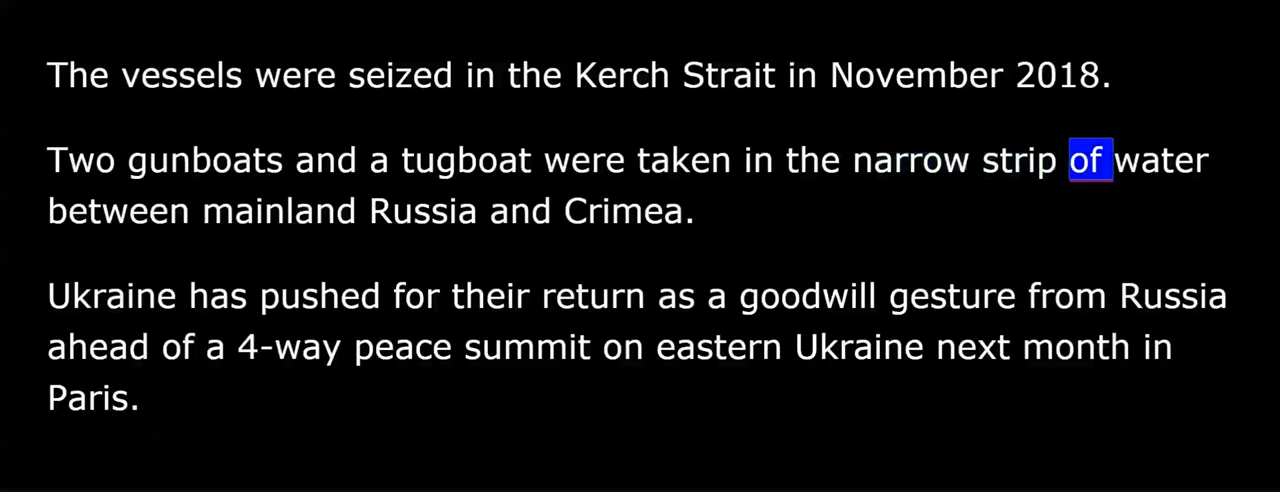 The vessels were seized in the Kerch Strait in November 2018.
Two gunboats and a tugboat were taken in the narrow strip of water
between mainland Russia and Crimea.
Ukraine has pushed for their return as a goodwill gesture from Russia
ahead of a 4-way peace summit on eastern Ukraine next month in
Paris.